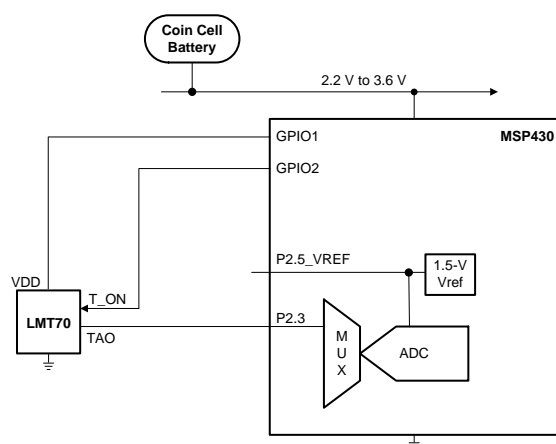 Coin Cell
Battery
2.2 V to 3.6 V
GPIO1
MSP430
GPIO2
P2.5_VREF
1.5-V
Vref
VDD
T_ON
LMT70
TAO
P2.3
M
U
X
ADC